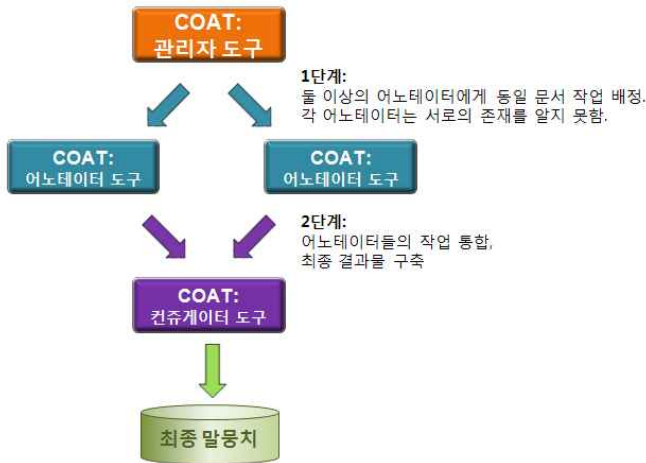 COAT:
관리자 도구
1단계:
둘 이상의 어노테이터에게 동일 문서 작업 배정.
각 어노테이터는 서로의 존재를 알지 못함.
COAT:
어노테이터 도구
COAT:
어노테이터 도구
2단계:
어노테이터들의 작업 통합,
최종 결과물 구축
COAT:
컨쥬게이터 도구
최종 말뭉치